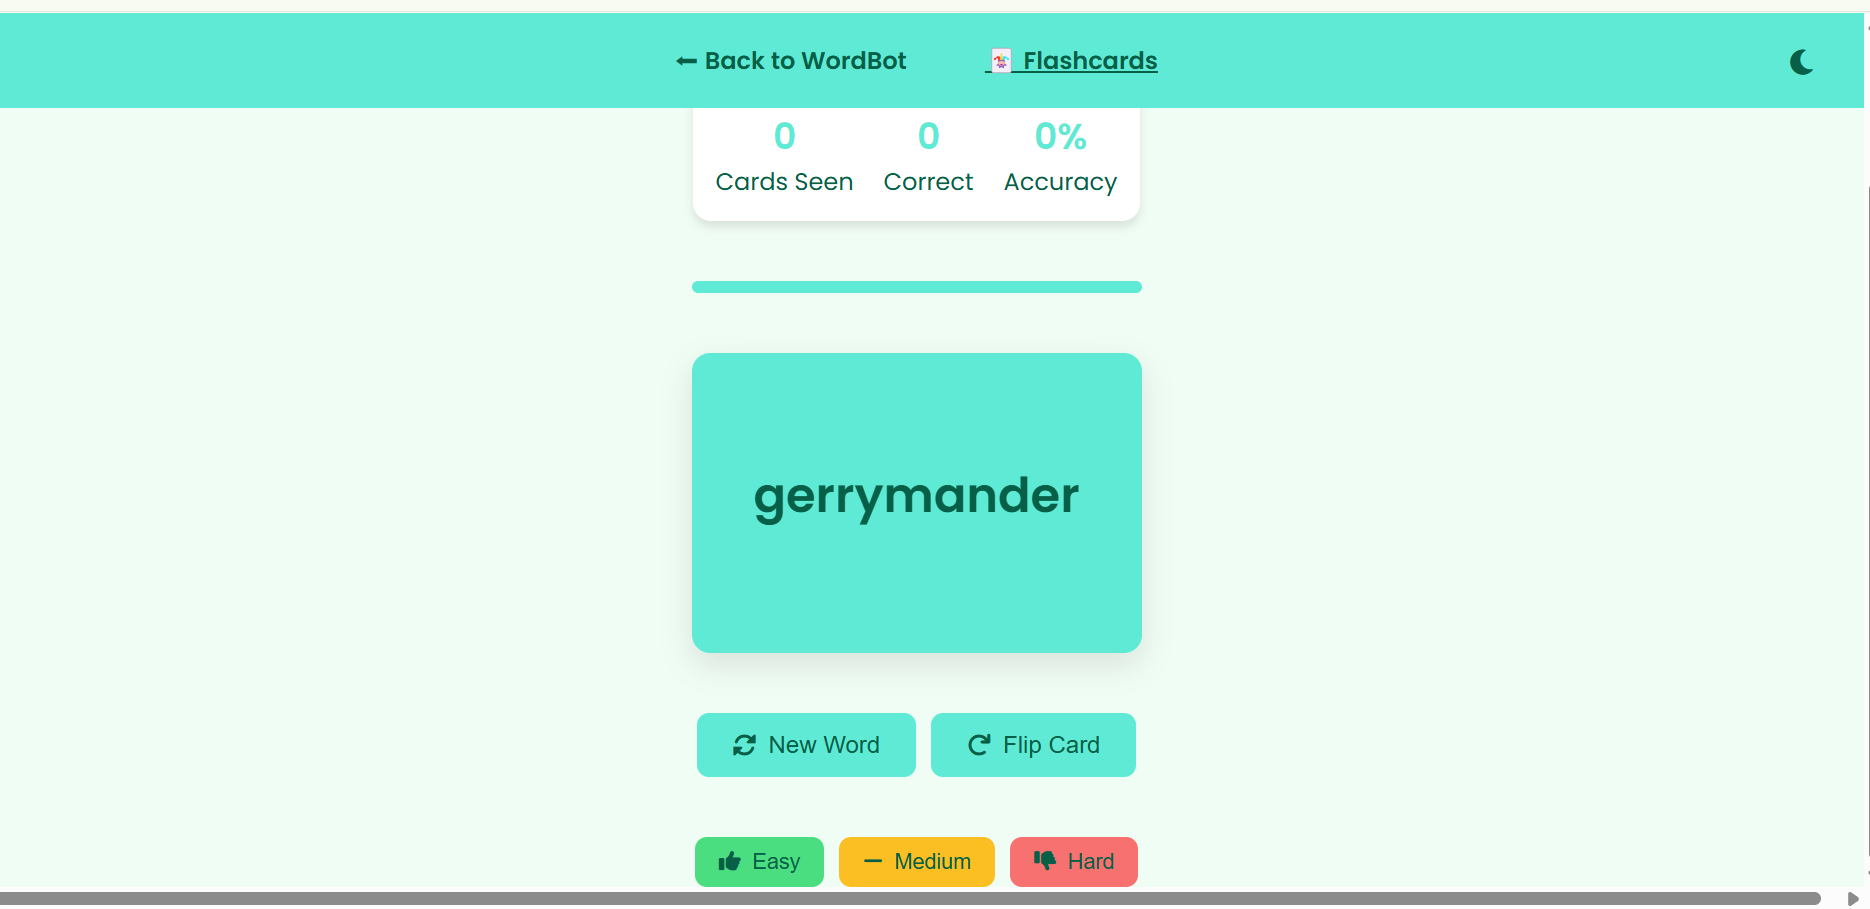 Back to WordBot
Flashcards
0
0
0%
Cards Seen
Correct
Accuracy
gerrymander
New Word
Flip Card
Easy
Medium
Hard